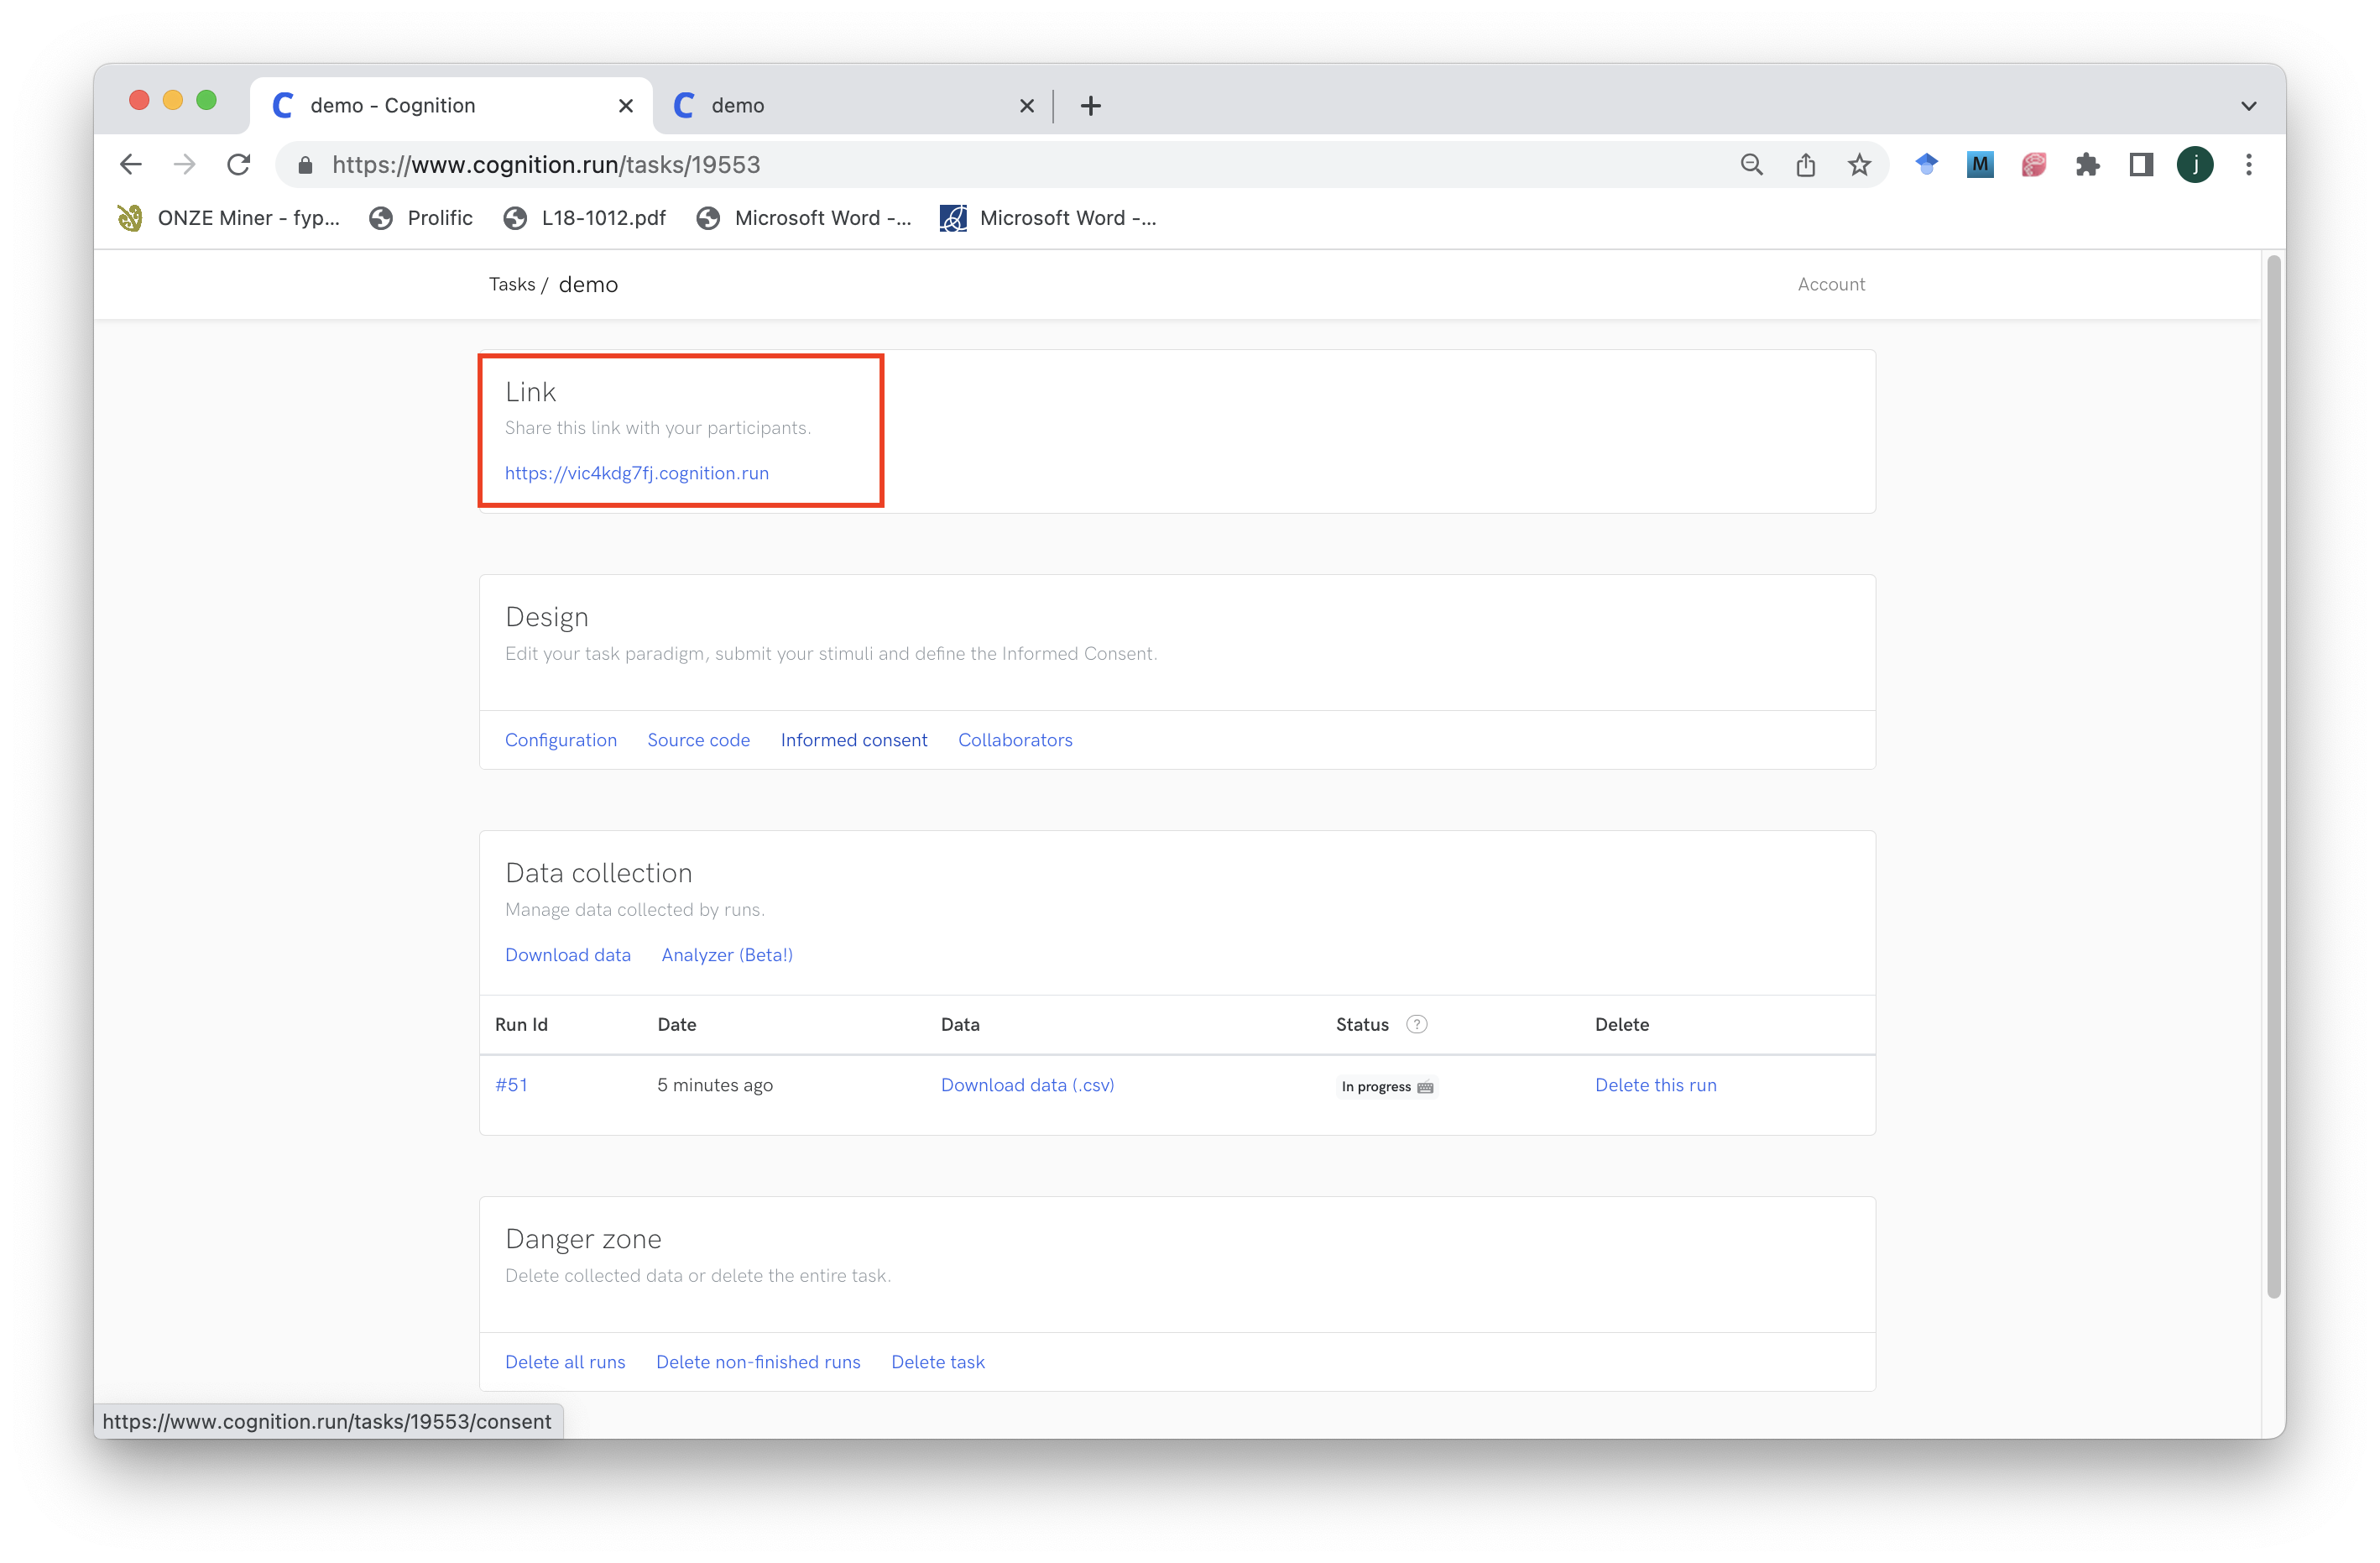 demo - Cognition
demo
https://www.cognition.run/tasks/19553
M
j
ONZE Miner - fyp...
Prolific
L18-1012.pdf
Microsoft Word -...
Microsoft Word -...
Tasks / demo
Account
Link
Share this link with your participants.
https://vic4kdg7fj.cognition.run
Design
Edit your task paradigm, submit your stimuli and define the Informed Consent.
Configuration Source code Informed consent Collaborators
Data collection
Manage data collected by runs.
Download data Analyzer (Beta!)
Run Id Date Data Status ? Delete
#51 5 minutes ago Download data (.csv) In progress Delete this run
Danger zone
Delete collected data or delete the entire task.
Delete all runs Delete non-finished runs Delete task
https://www.cognition.run/tasks/19553/consent